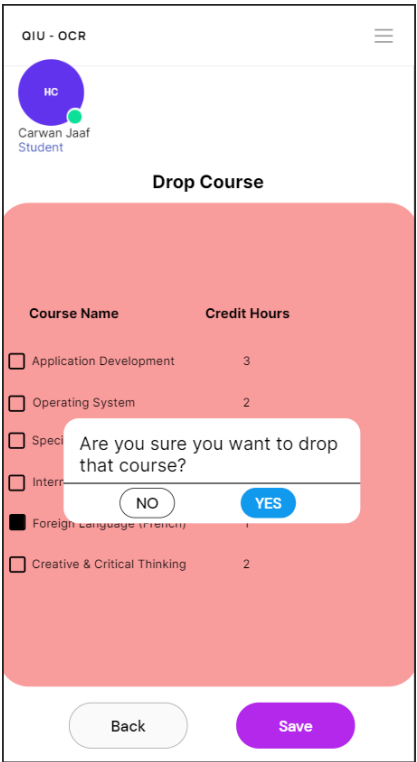 QIU - OCR
HC
Carwan Jaaf
Student
Drop Course
Course Name Credit Hours
Application Development 3
Operating System 2
Speci
Are you sure you want to drop
that course?
Intern
NO YES
Foreign Language (French) 1
Creative & Critical Thinking 2
Back Save